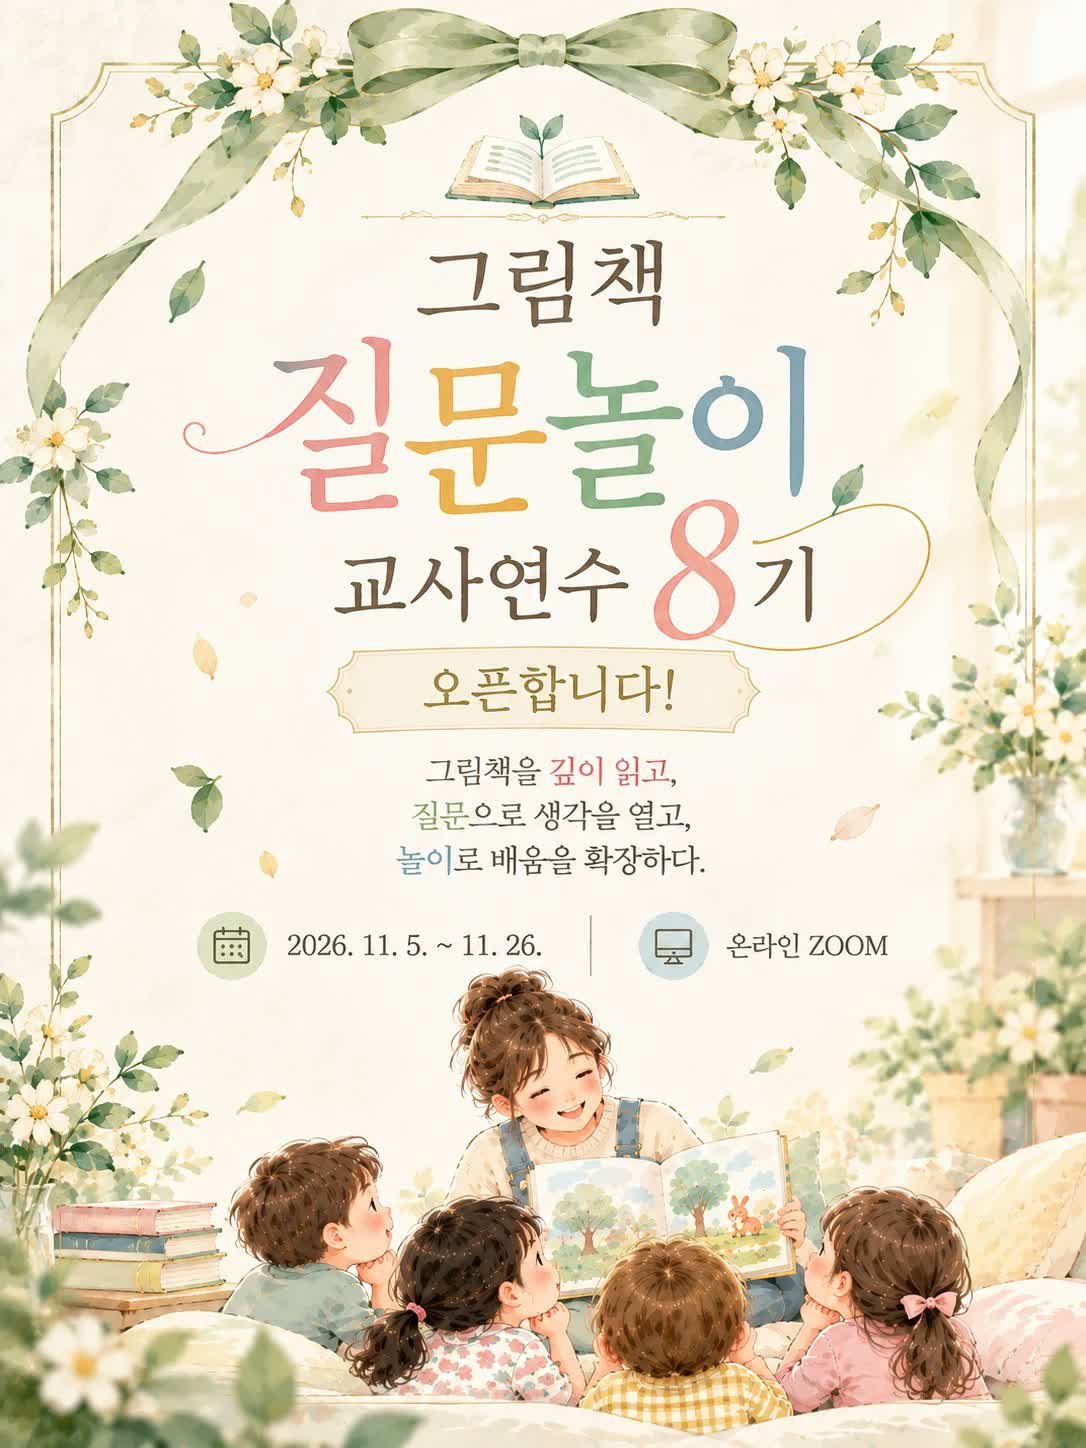 그림책
질문놀이
교사연수 8기
오픈합니다!
그림책을 깊이 읽고,
질문으로 생각을 열고,
놀이로 배움을 확장하다.
2026. 11. 5. ~ 11. 26.
온라인 ZOOM